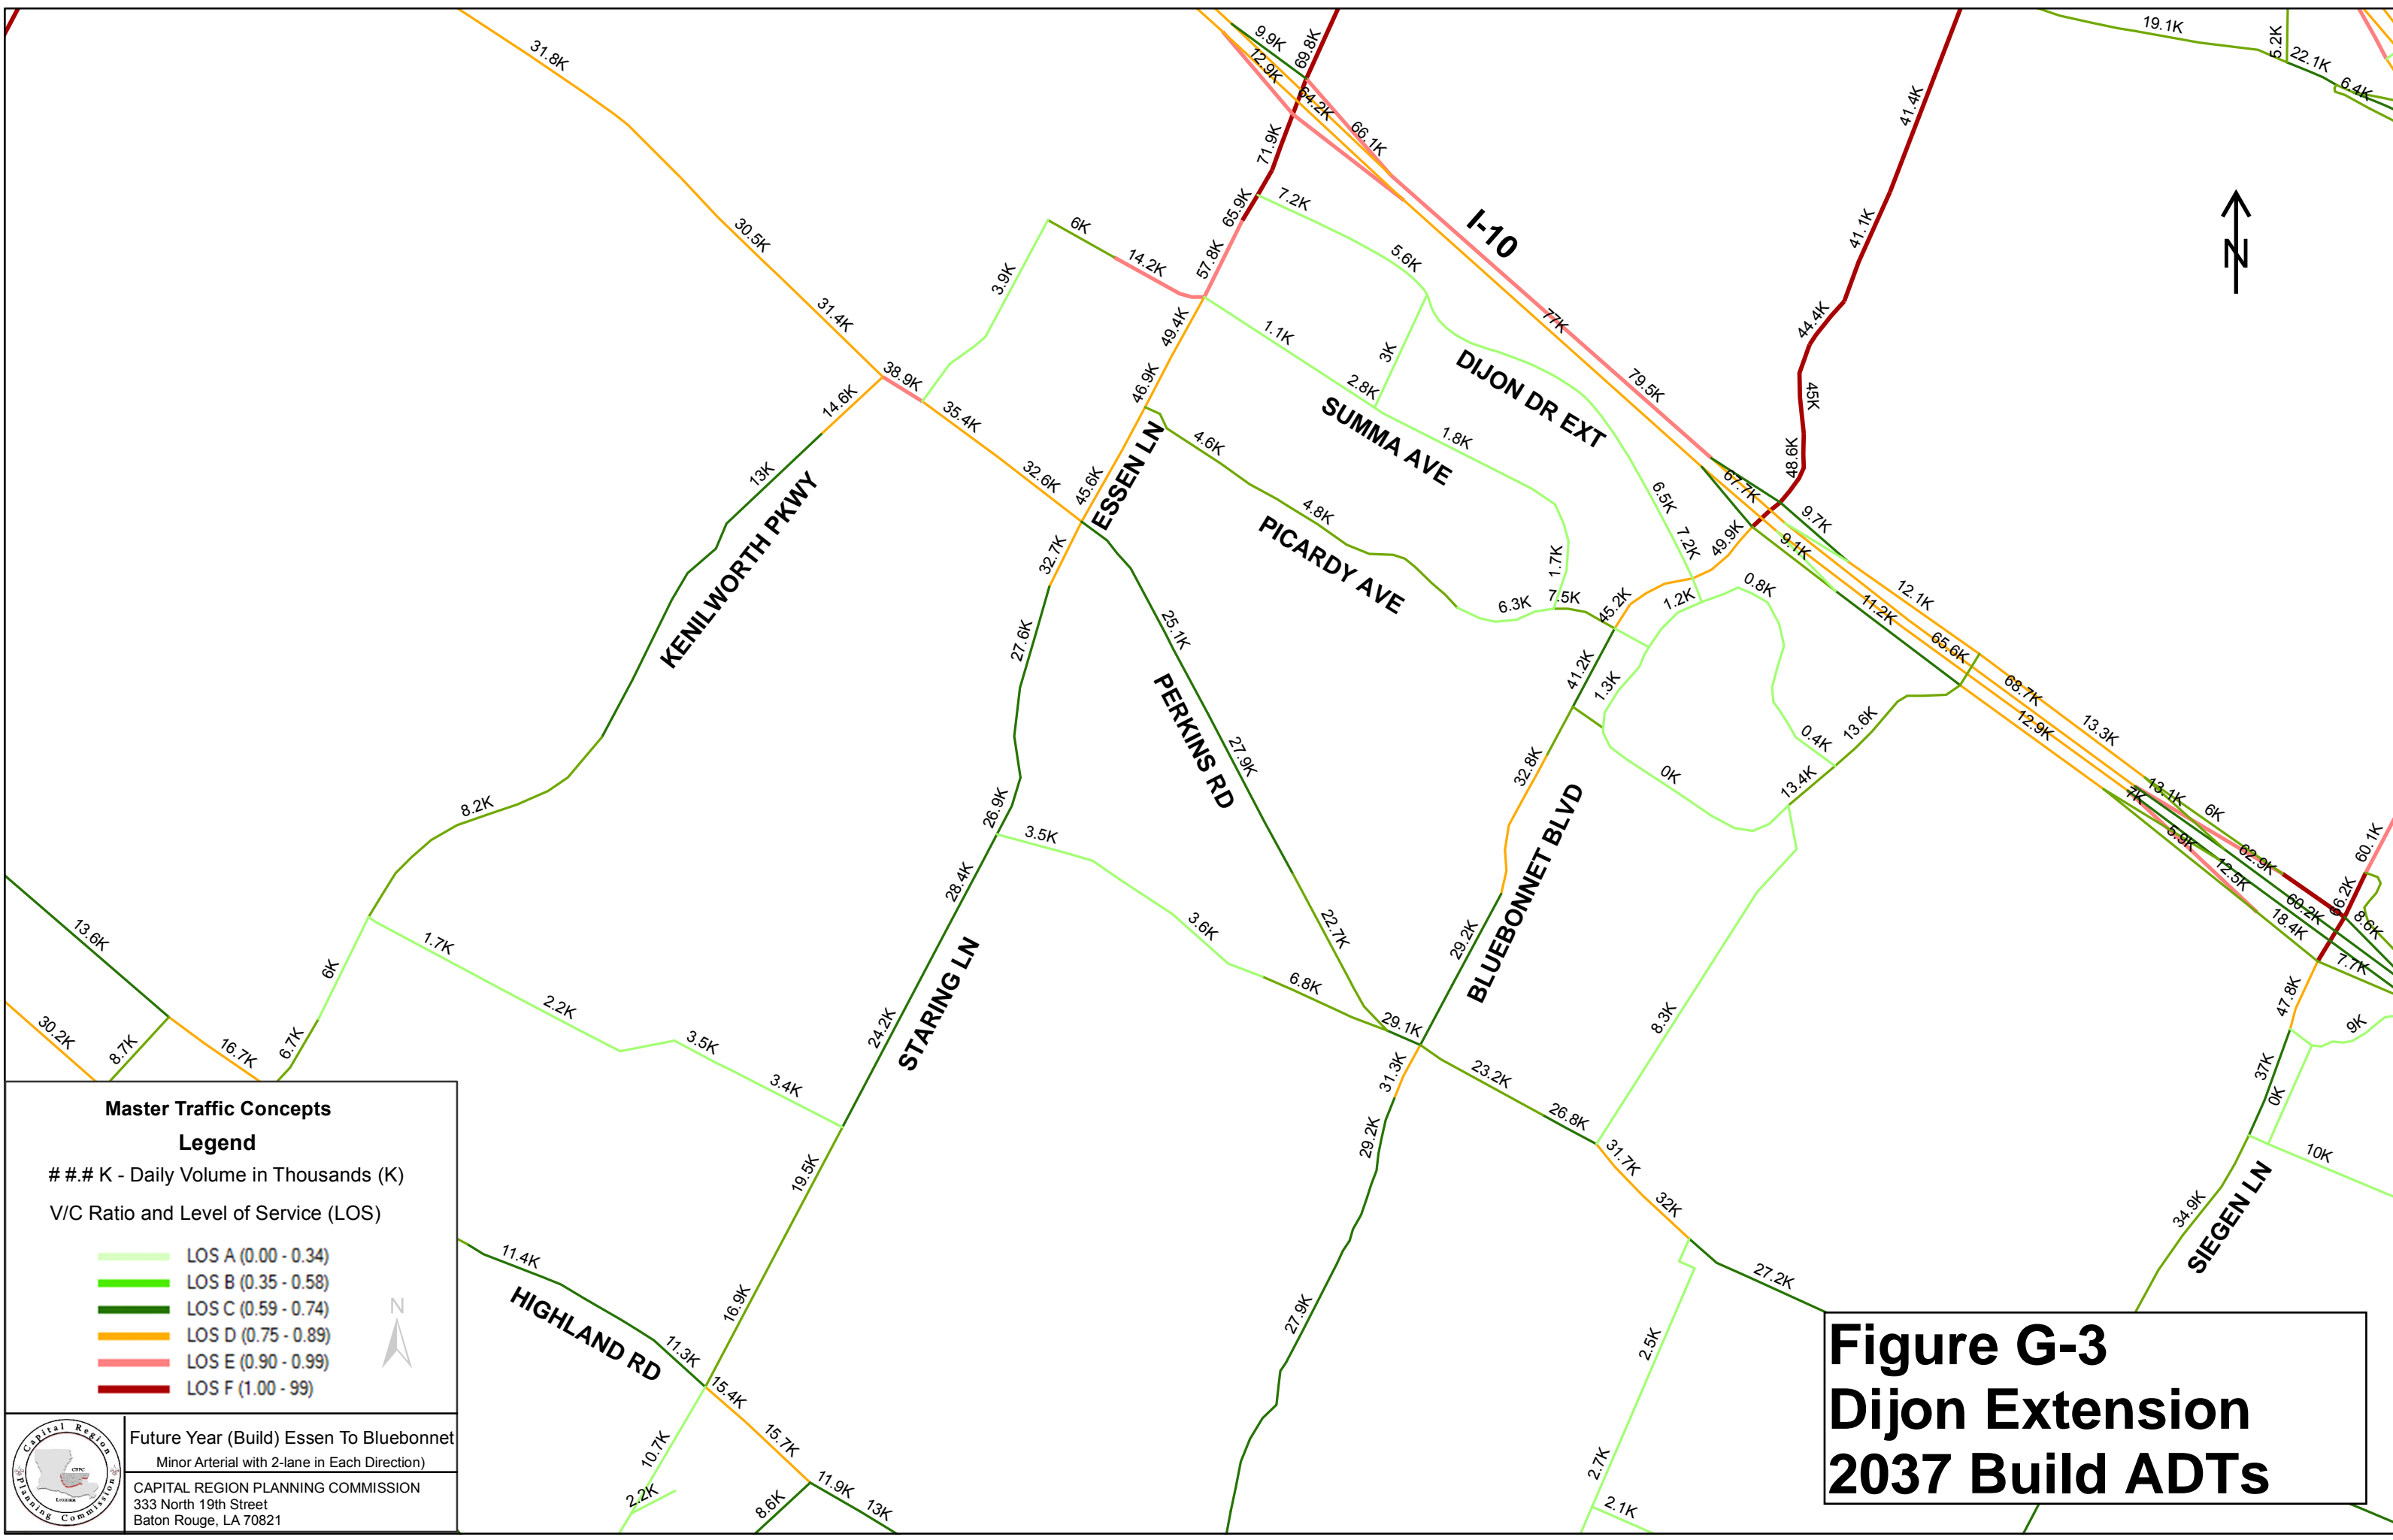 31.8K
9.9K
69.8K
12.9K
64.2K
66.1K
71.9K
19.1K
5.2K
22.1K
6.4K
41.4K
7.2K
65.9K
I-10
6K
14.2K
57.8K
5.6K
3.9K
30.5K
41.1K
N
31.4K
49.4K
1.1K
3K
77K
44.4K
38.9K
46.9K
2.8K
DIJON DR EXT
79.5K
45K
14.6K
35.4K
SUMMA AVE
1.8K
13K
32.6K
45.6K
ESSEN LN
4.6K
48.6K
67.7K
KENILWORTH PKWY
4.8K
PICARDY AVE
6.5K
7.2K
49.9K
9.7K
9.1K
32.7K
1.7K
6.3K
7.5K
45.2K
1.2K
0.8K
12.1K
11.2K
27.6K
25.1K
41.2K
1.3K
65.6K
68.7K
12.9K
13.3K
PERKINS RD
27.9K
32.8K
0K
0.4K
13.6K
13.4K
8.2K
26.9K
3.5K
BLUEBONNET BLVD
13.1K
7K
6K
5.9K
62.9K
12.5K
60.1K
28.4K
3.6K
22.7K
29.2K
60.2K
66.2K
18.4K
8.6K
7.7K
13.6K
1.7K
6K
STARING LN
6.8K
29.1K
8.3K
47.8K
9K
30.2K
8.7K
16.7K
6.7K
2.2K
3.5K
3.4K
24.2K
31.3K
23.2K
26.8K
37K
0K
10K
29.2K
31.7K
32K
19.5K
34.9K
SIEGEN LN
Master Traffic Concepts
Legend
# #.# K - Daily Volume in Thousands (K)
V/C Ratio and Level of Service (LOS)
LOS A (0.00 - 0.34)
LOS B (0.35 - 0.58)
LOS C (0.59 - 0.74)
LOS D (0.75 - 0.89)
LOS E (0.90 - 0.99)
LOS F (1.00 - 99)
N
11.4K
HIGHLAND RD
11.3K
16.9K
27.9K
27.2K
2.5K
15.4K
15.7K
10.7K
2.2K
8.6K
11.9K
13K
2.7K
2.1K
Figure G-3
Dijon Extension
2037 Build ADTs
Capital Region
Planning Commission
CRPC
Louisiana
Future Year (Build) Essen To Bluebonnet
Minor Arterial with 2-lane in Each Direction)
CAPITAL REGION PLANNING COMMISSION
333 North 19th Street
Baton Rouge, LA 70821